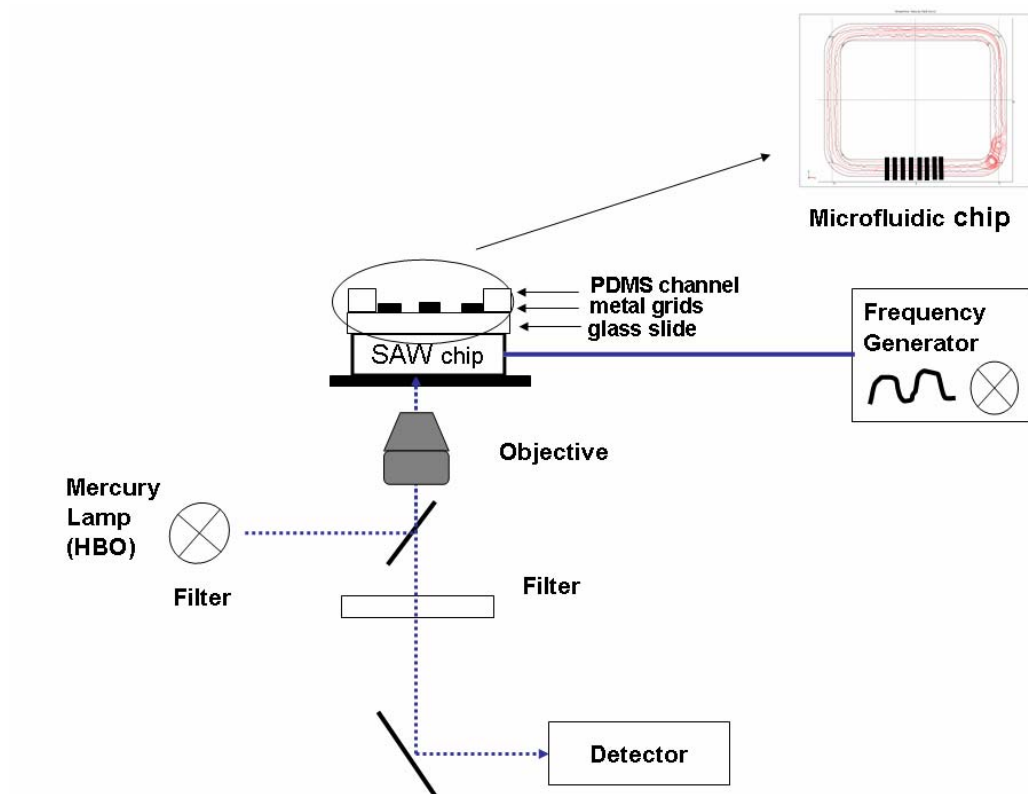 Microfluidic chip
PDMS channel
metal grids
glass slide
SAW chip
Frequency
Generator
Objective
Mercury
Lamp
(HBO)
Filter
Filter
Detector